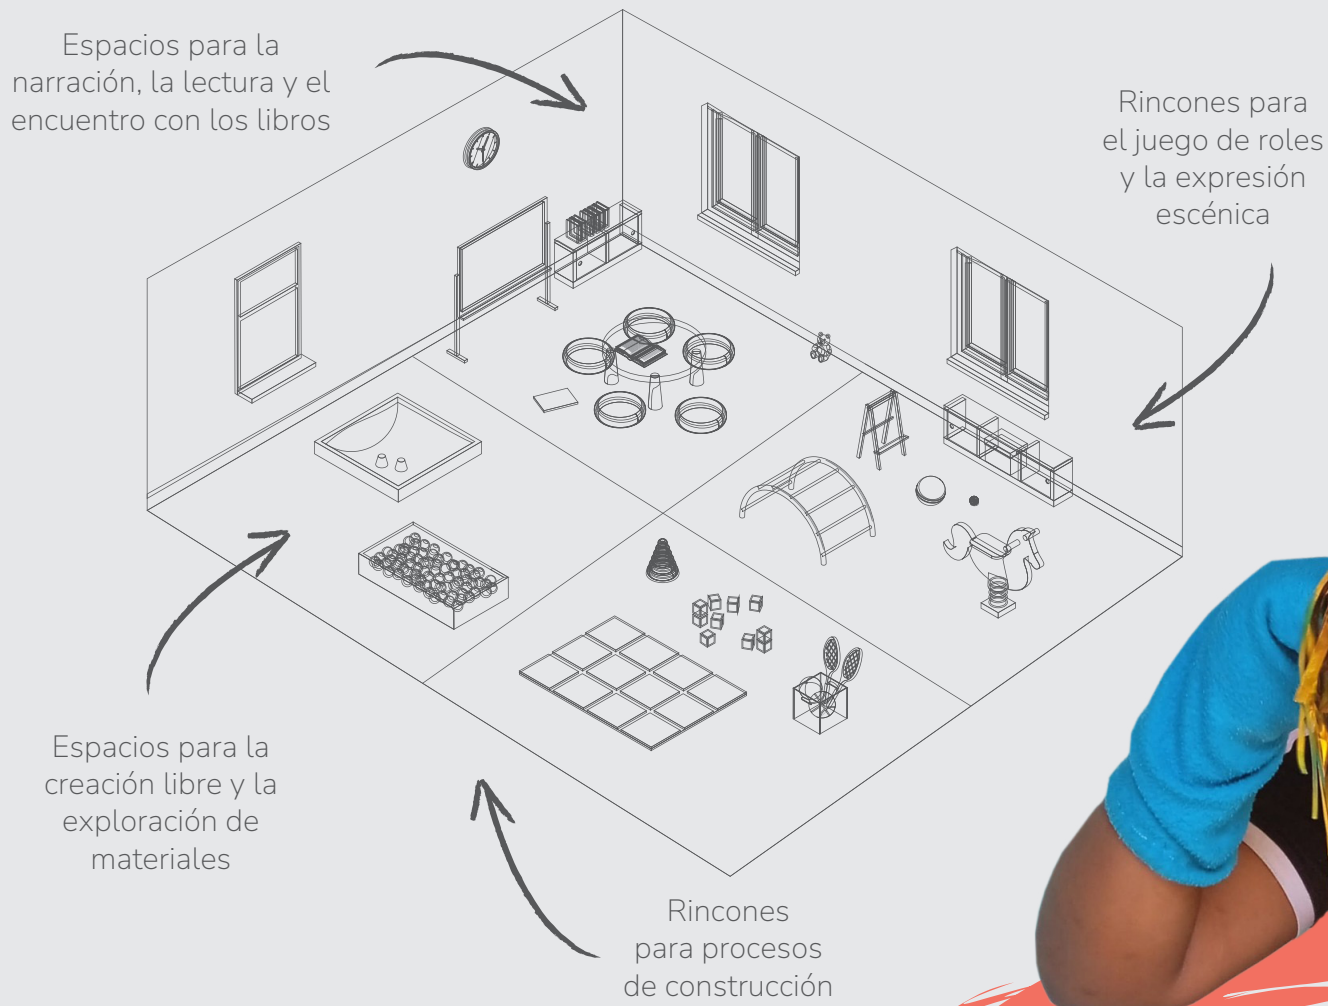 Espacios para la
narración, la lectura y el
encuentro con los libros
Rincones para
el juego de roles
y la expresión
escénica
Espacios para la
creación libre y la
exploración de
materiales
Rincones
para procesos
de construcción